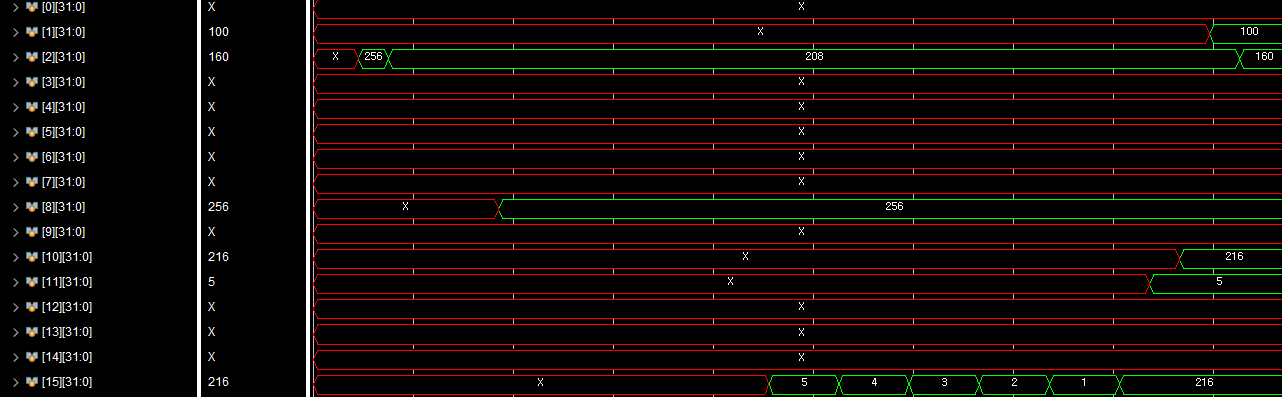 [0][31:0] X X
[1][31:0] 100 X 100
[2][31:0] 160 X 256 208 160
[3][31:0] X X
[4][31:0] X X
[5][31:0] X X
[6][31:0] X X
[7][31:0] X X
[8][31:0] 256 X 256
[9][31:0] X X
[10][31:0] 216 X 216
[11][31:0] 5 X 5
[12][31:0] X X
[13][31:0] X X
[14][31:0] X X
[15][31:0] 216 X 5 4 3 2 1 216